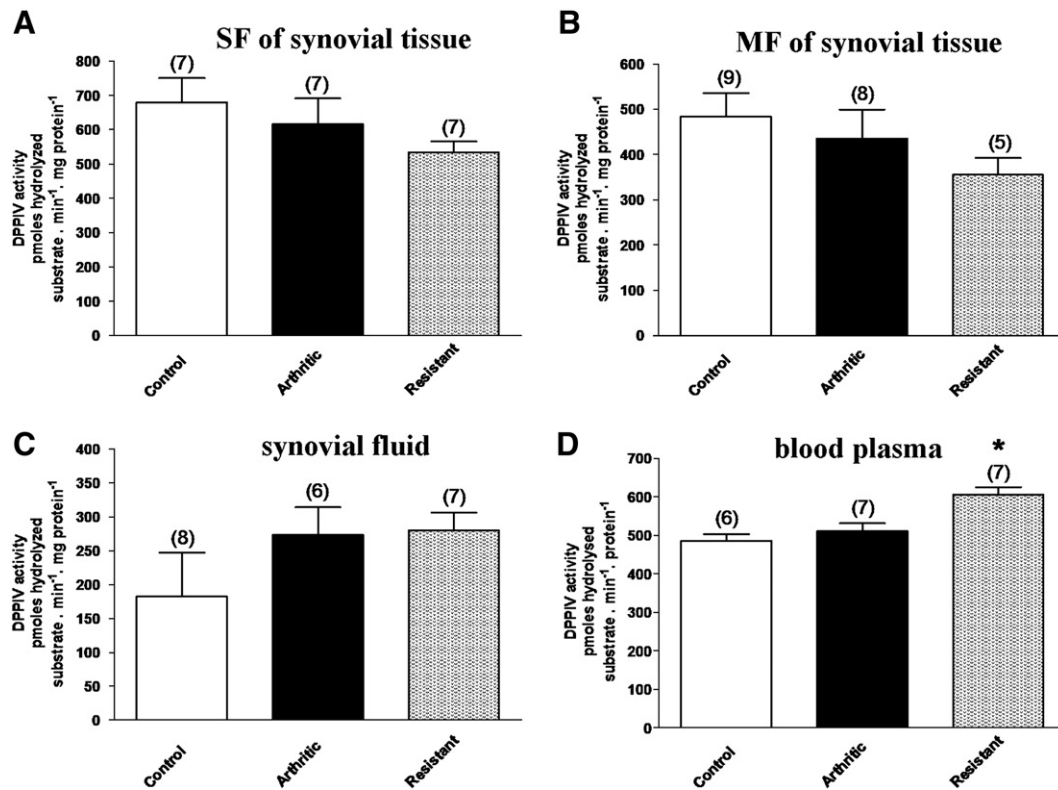 A
SF of synovial tissue
DPPIV activity
pmoles hydrolyzed
substrate . min⁻¹. mg protein⁻¹
800
700
600
500
400
300
200
100
0
(7)
(7)
(7)
Control
Arthritic
Resistant
B
MF of synovial tissue
DPPIV activity
pmoles hydrolyzed
substrate . min⁻¹. mg protein⁻¹
600
500
400
300
200
100
0
(9)
(8)
(5)
Control
Arthritic
Resistant
C
synovial fluid
DPPIV activity
pmoles hydrolyzed
substrate . min⁻¹. mg protein⁻¹
400
350
300
250
200
150
100
50
0
(8)
(6)
(7)
Control
Arthritic
Resistant
D
blood plasma
*
DPPIV activity
pmoles hydrolysed
substrate . min⁻¹. protein⁻¹
700
600
500
400
300
200
100
0
(6)
(7)
(7)
Control
Arthritic
Resistant